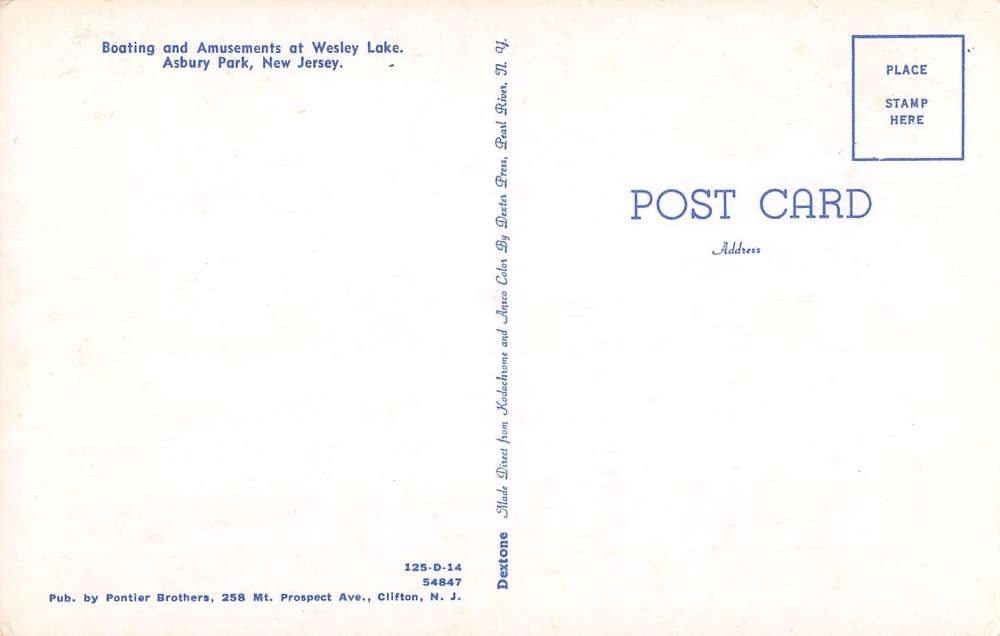 Boating and Amusements at Wesley Lake.
Asbury Park, New Jersey.
125-D-14
54847
Pub. by Pontier Brothers, 258 Mt. Prospect Ave., Clifton, N. J.
Dextone Made Direct from Kodachrome and Ansco Color By Dexter Press, Pearl River, N. Y.
PLACE
STAMP
HERE
POST CARD
Address